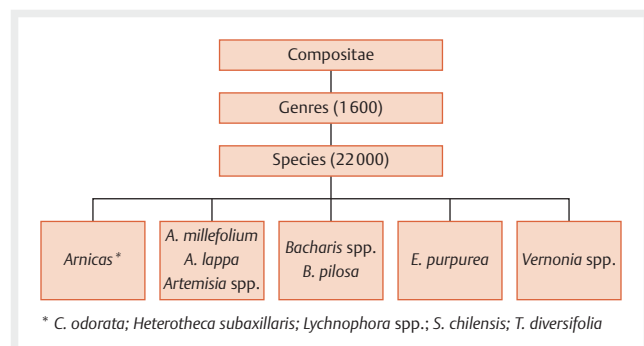 Compositae
Genres (1600)
Species (22000)
Arnicas*
A. millefolium
A. lappa
Artemisia spp.
Bacharis spp.
B. pilosa
E. purpurea
Vernonia spp.
* C. odorata; Heterotheca subaxillaris; Lychnophora spp.; S. chilensis; T. diversifolia